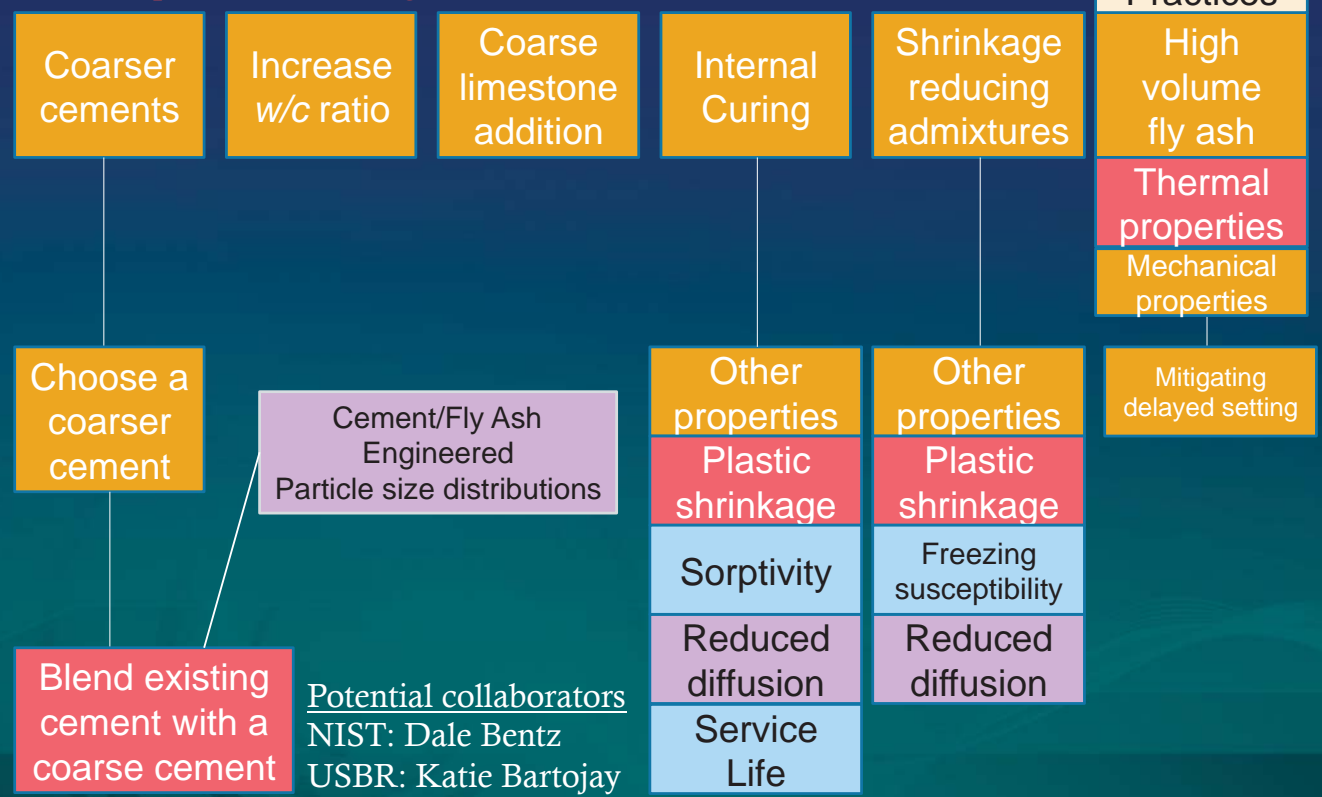 Practices
Coarser
cements
Increase
w/c ratio
Coarse
limestone
addition
Internal
Curing
Shrinkage
reducing
admixtures
High
volume
fly ash
Thermal
properties
Mechanical
properties
Choose a
coarser
cement
Cement/Fly Ash
Engineered
Particle size distributions
Other
properties
Plastic
shrinkage
Sorptivity
Reduced
diffusion
Service
Life
Other
properties
Plastic
shrinkage
Freezing
susceptibility
Reduced
diffusion
Mitigating
delayed setting
Blend existing
cement with a
coarse cement
Potential collaborators
NIST: Dale Bentz
USBR: Katie Bartojay